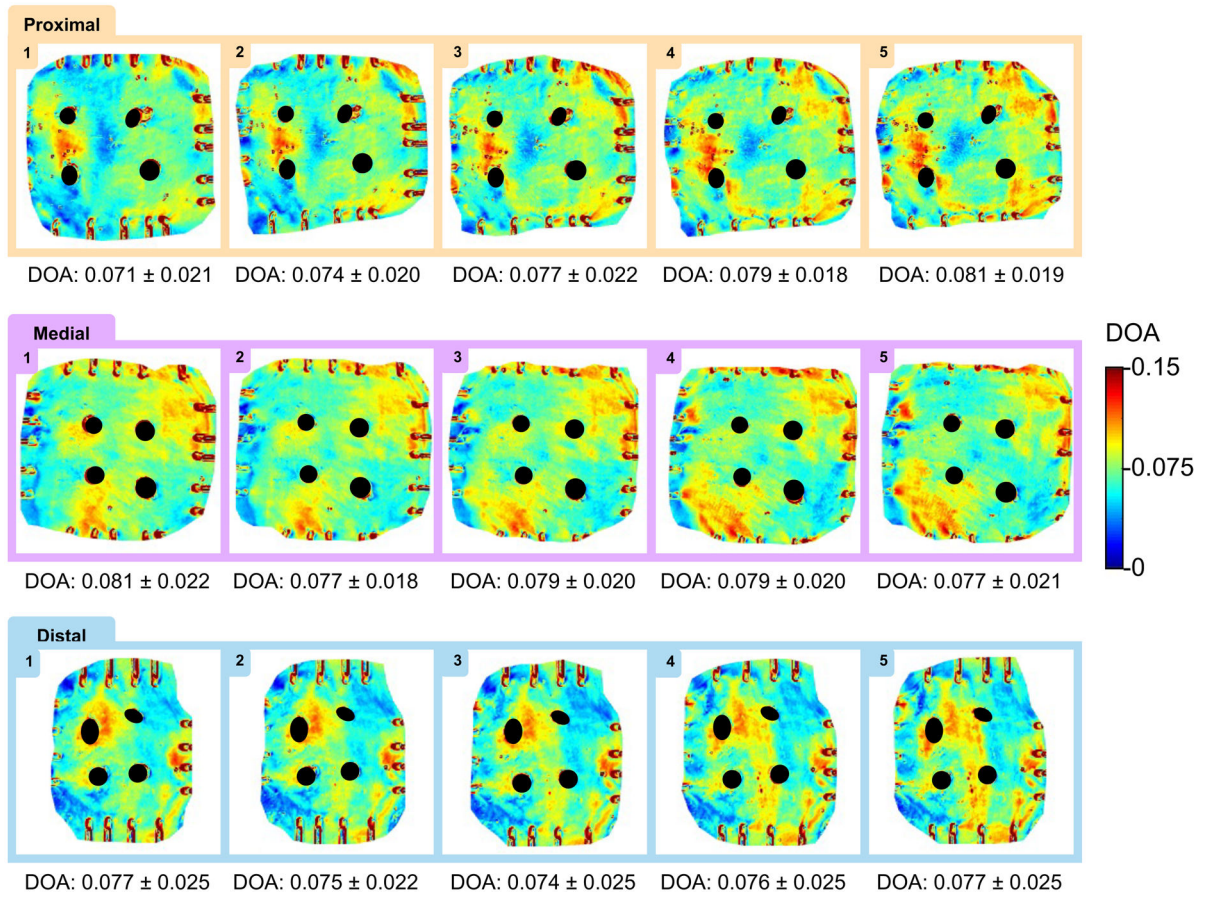 Proximal
1 2 3 4 5
DOA: 0.071 ± 0.021 DOA: 0.074 ± 0.020 DOA: 0.077 ± 0.022 DOA: 0.079 ± 0.018 DOA: 0.081 ± 0.019
Medial
1 2 3 4 5
DOA: 0.081 ± 0.022 DOA: 0.077 ± 0.018 DOA: 0.079 ± 0.020 DOA: 0.079 ± 0.020 DOA: 0.077 ± 0.021
DOA
0.15
0.075
0
Distal
1 2 3 4 5
DOA: 0.077 ± 0.025 DOA: 0.075 ± 0.022 DOA: 0.074 ± 0.025 DOA: 0.076 ± 0.025 DOA: 0.077 ± 0.025